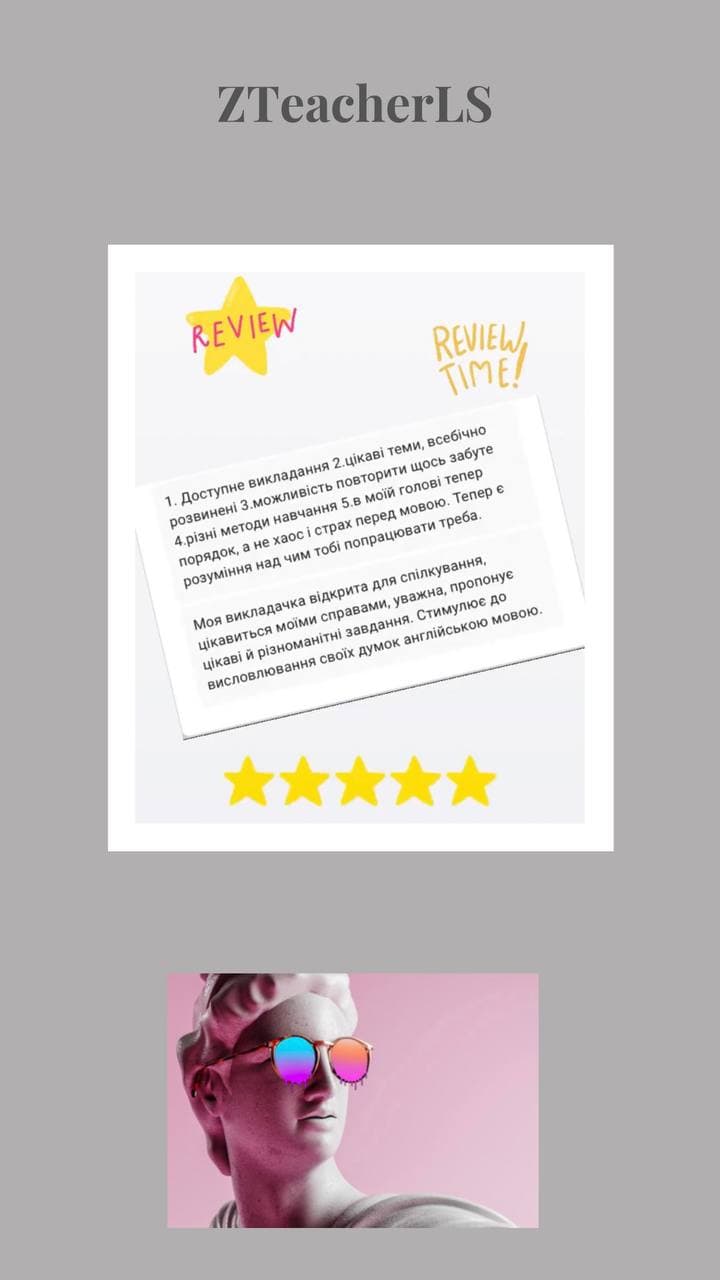 ZTeacherLS
REVIEW
REVIEW
TIME!
1. Доступне викладання 2.цікаві теми, всебічно
розвинені 3.можливість повторити щось забуте
4.різні методи навчання 5.в моїй голові тепер
порядок, а не хаос і страх перед мовою. Тепер є
розуміння над чим тобі попрацювати треба.
Моя викладачка відкрита для спілкування,
цікавиться моїми справами, уважна, пропонує
цікаві й різноманітні завдання. Стимулює до
висловлювання своїх думок англійською мовою.